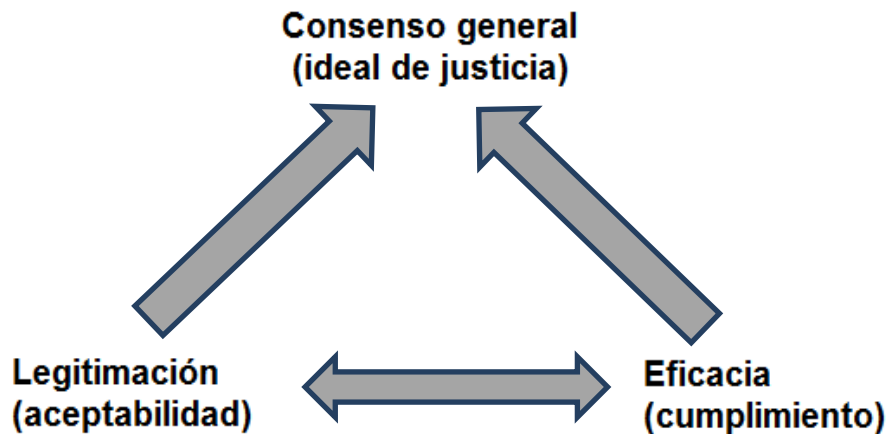 Consenso general
(ideal de justicia)
Legitimación
(aceptabilidad)
Eficacia
(cumplimiento)